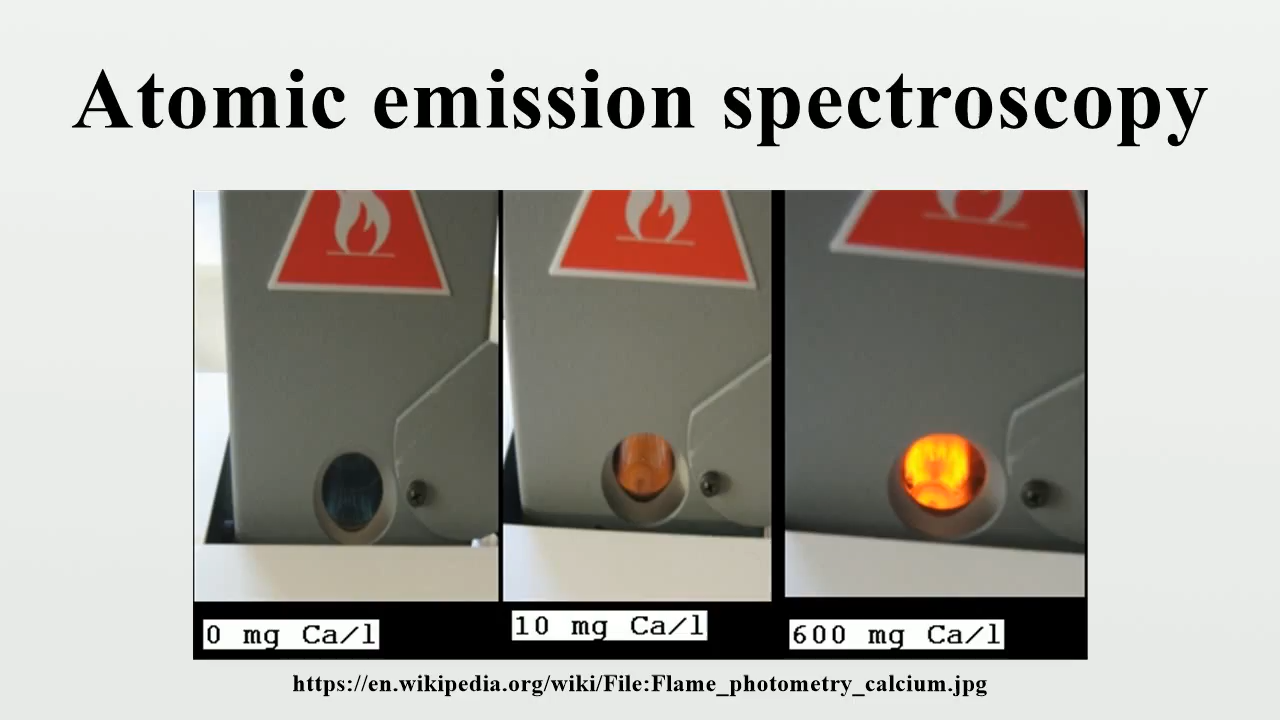 Atomic emission spectroscopy
0 mg Ca/l
10 mg Ca/l
600 mg Ca/l
https://en.wikipedia.org/wiki/File:Flame_photometry_calcium.jpg